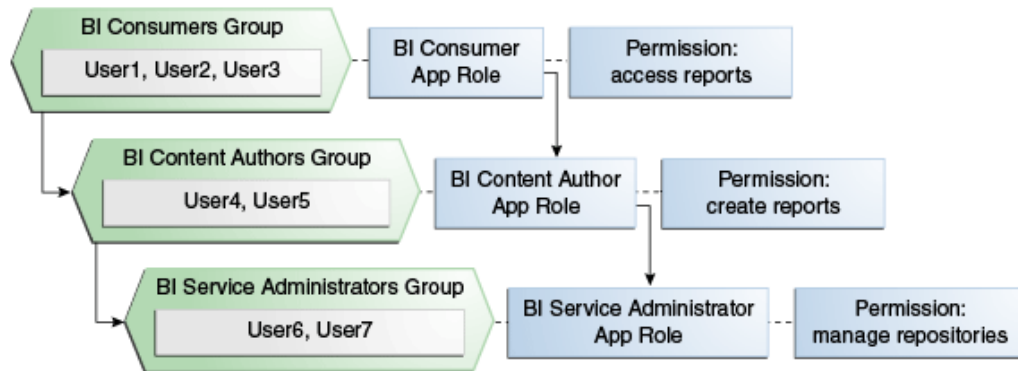 BI Consumers Group
User1, User2, User3
BI Consumer
App Role
Permission:
access reports
BI Content Authors Group
User4, User5
BI Content Author
App Role
Permission:
create reports
BI Service Administrators Group
User6, User7
BI Service Administrator
App Role
Permission:
manage repositories